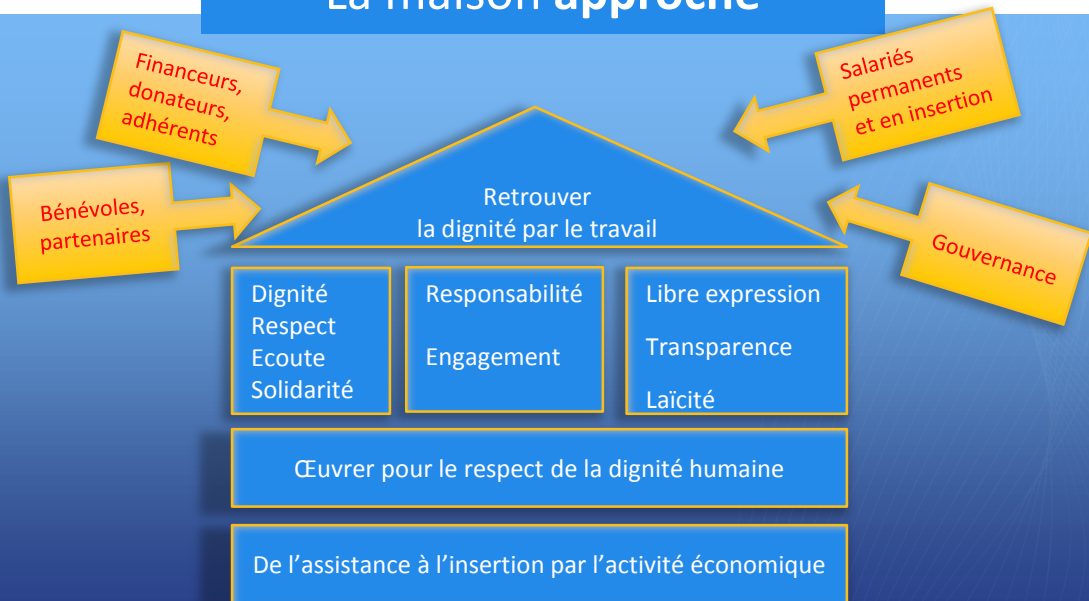 La maison approche
Financeurs,
donateurs,
adhérents
Salariés
permanents
et en insertion
Bénévoles,
partenaires
Gouvernance
Retrouver
la dignité par le travail
Dignité
Respect
Ecoute
Solidarité
Responsabilité
Engagement
Libre expression
Transparence
Laïcité
Œuvrer pour le respect de la dignité humaine
De l’assistance à l’insertion par l’activité économique